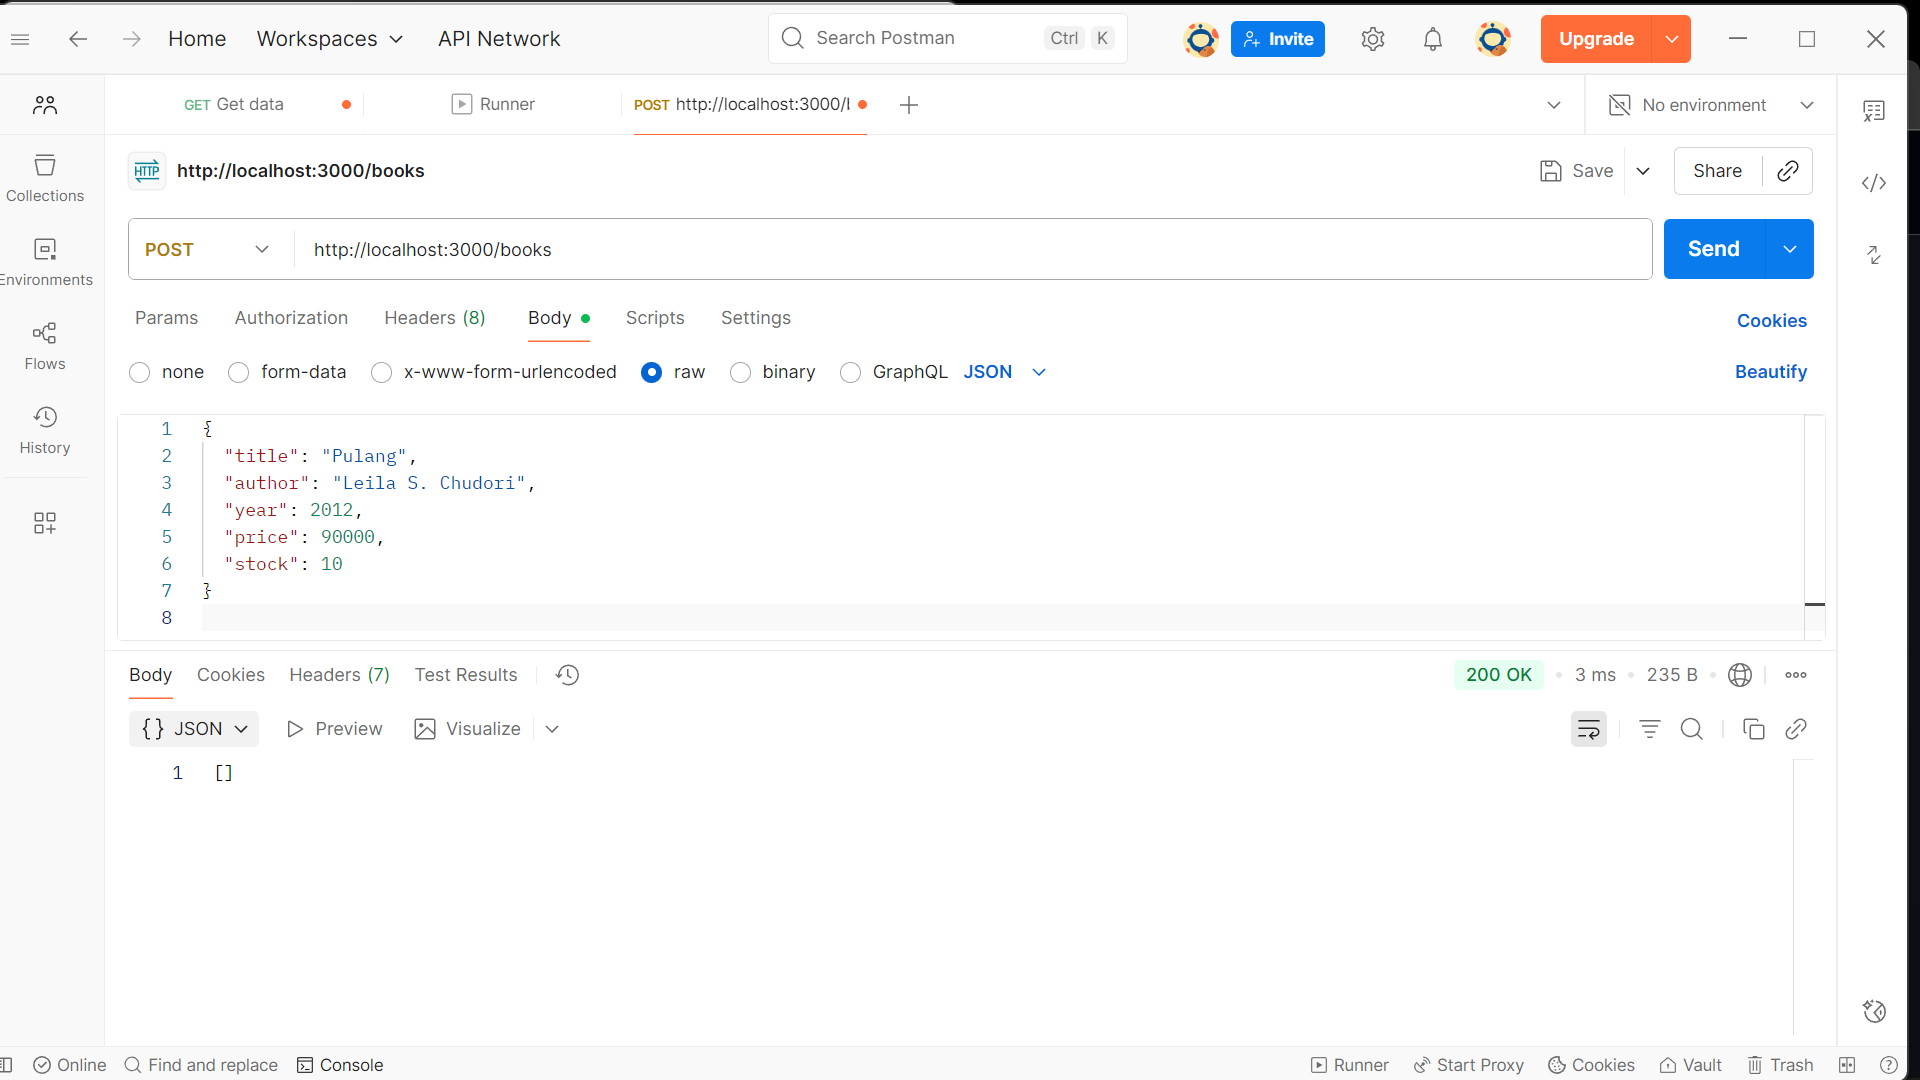 Home Workspaces API Network Search Postman Ctrl K Invite Upgrade
GET Get data Runner POST http://localhost:3000/l No environment
HTTP http://localhost:3000/books Save Share
POST http://localhost:3000/books Send
Params Authorization Headers (8) Body Scripts Settings Cookies
none form-data x-www-form-urlencoded raw binary GraphQL JSON Beautify
1 {
2 "title": "Pulang",
3 "author": "Leila S. Chudori",
4 "year": 2012,
5 "price": 90000,
6 "stock": 10
7 }
8
Collections
Environments
Flows
History
Body Cookies Headers (7) Test Results 200 OK • 3 ms • 235 B •
{} JSON Preview Visualize
1 []
Online Find and replace Console Runner Start Proxy Cookies Vault Trash